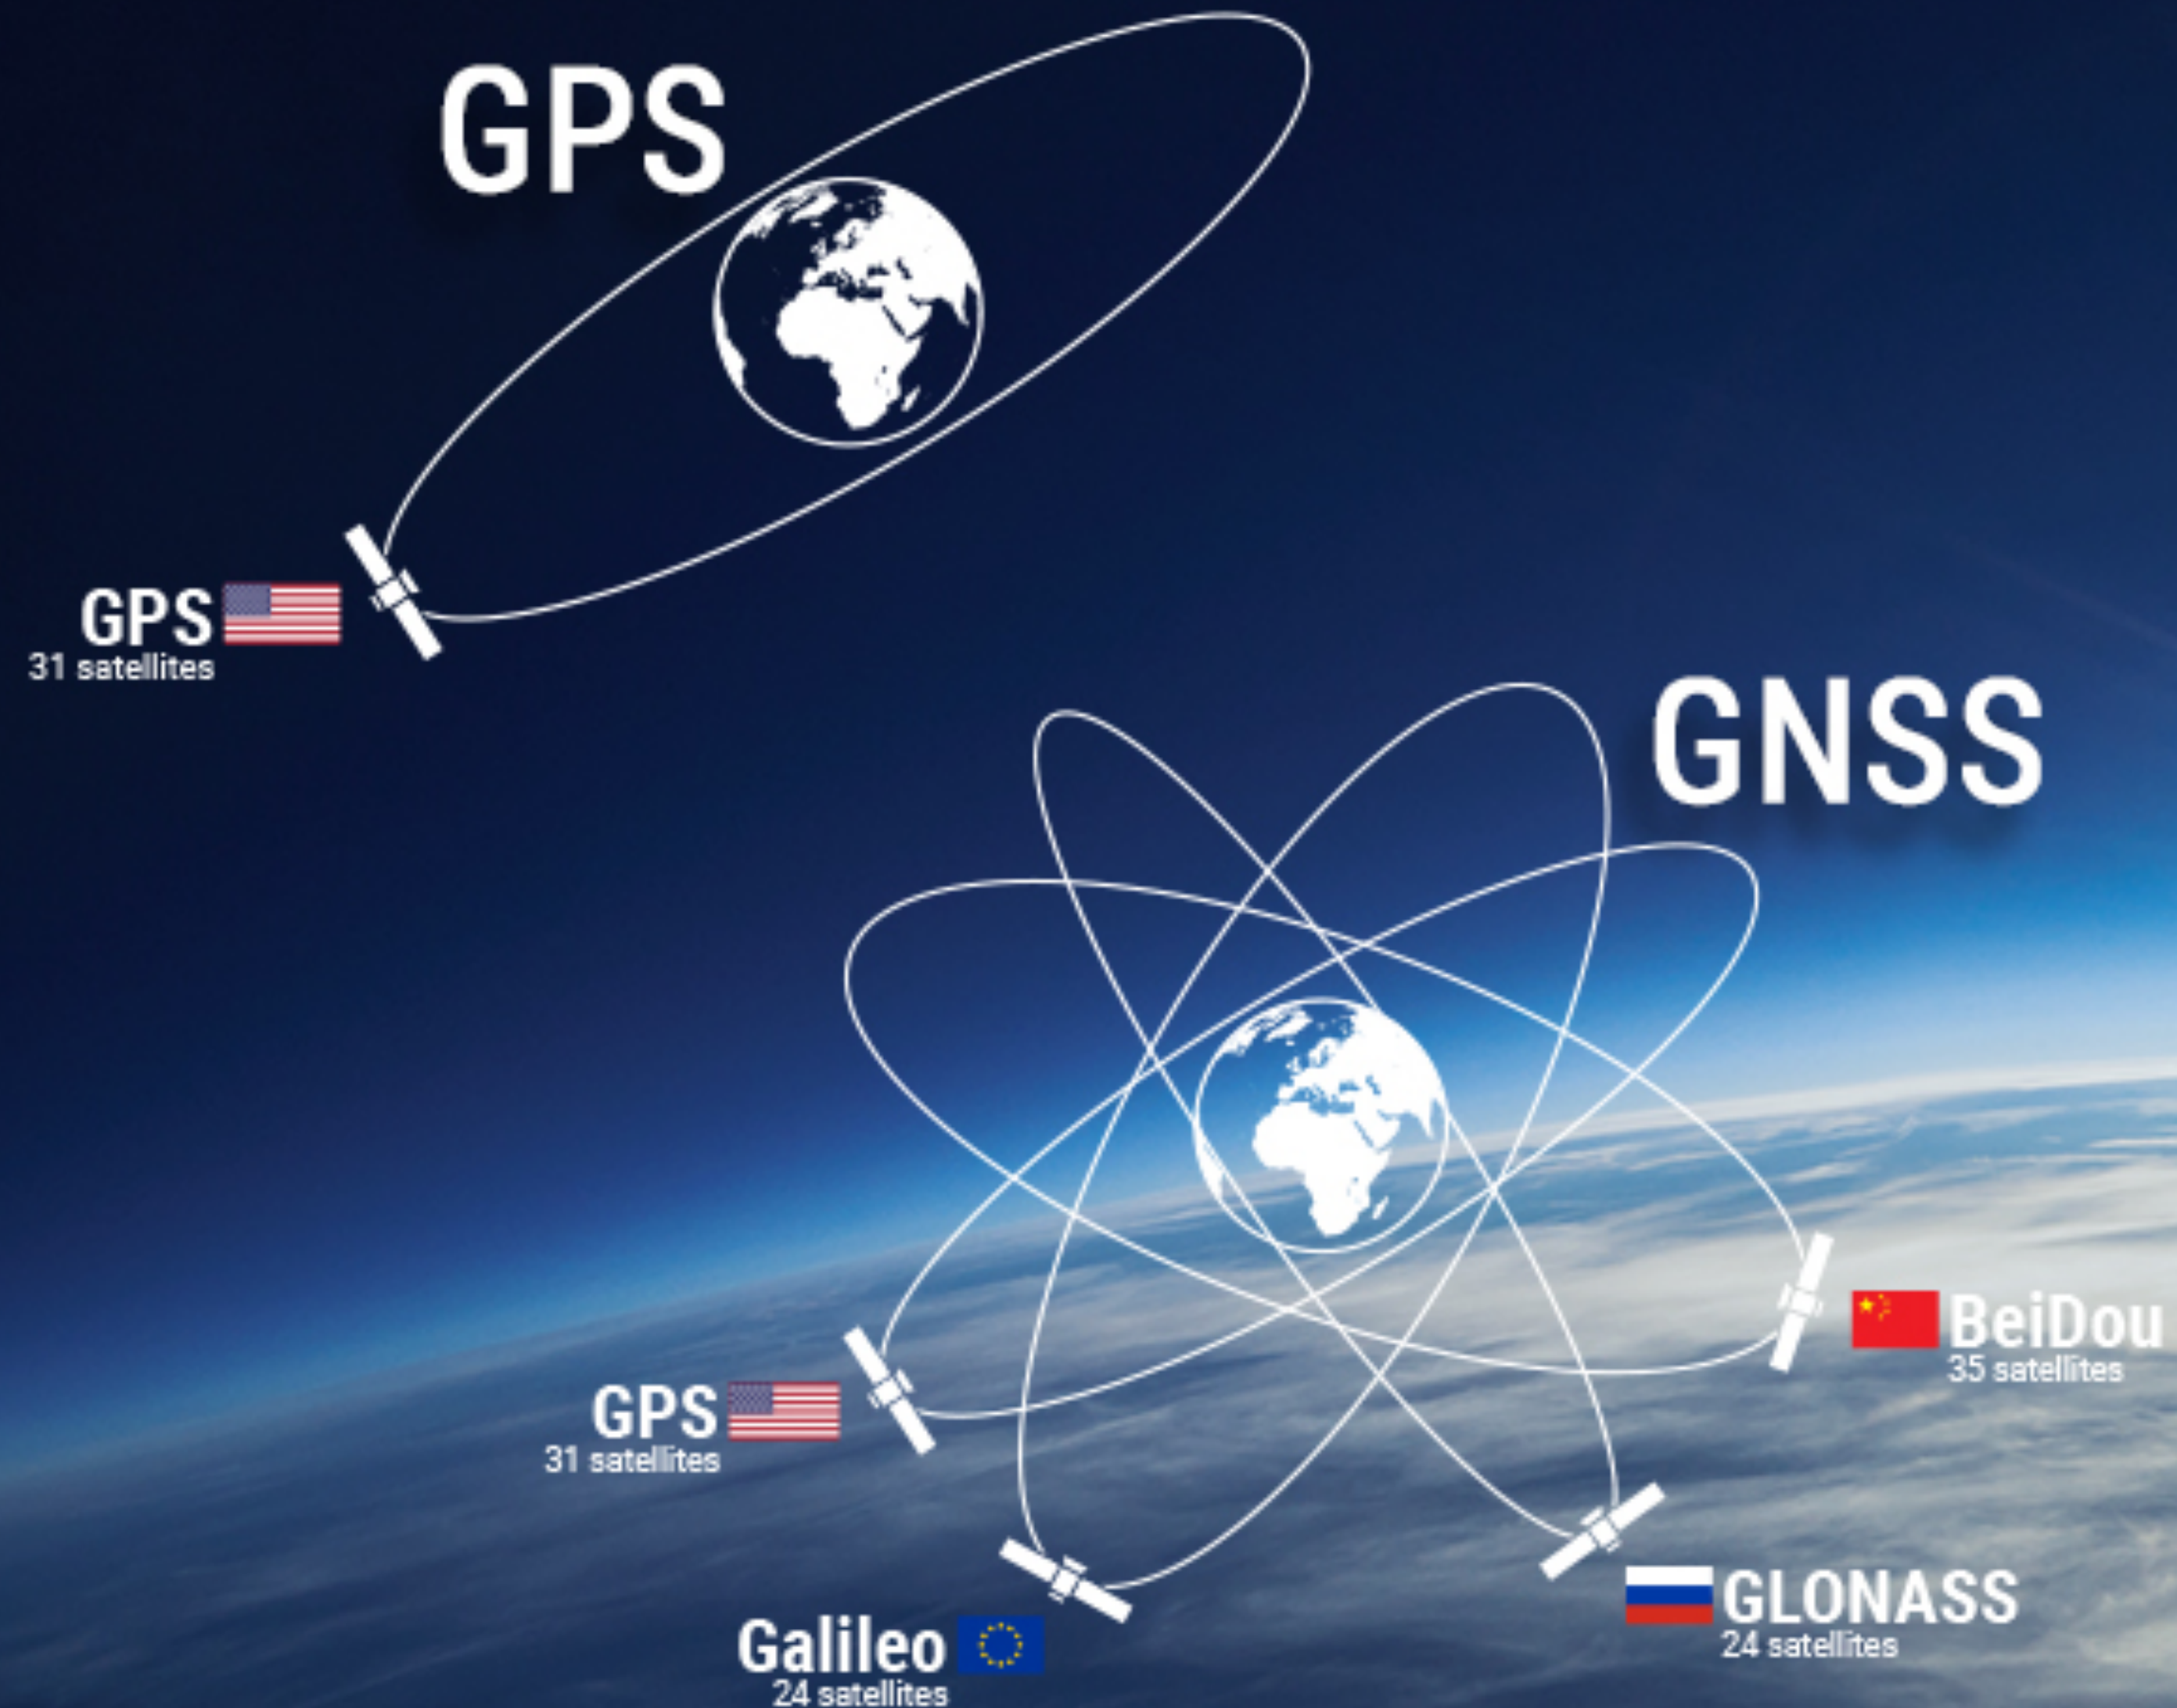 GPS
GPS
31 satellites
GNSS
BeiDou
35 satellites
GPS
31 satellites
GLONASS
24 satellites
Galileo
24 satellites